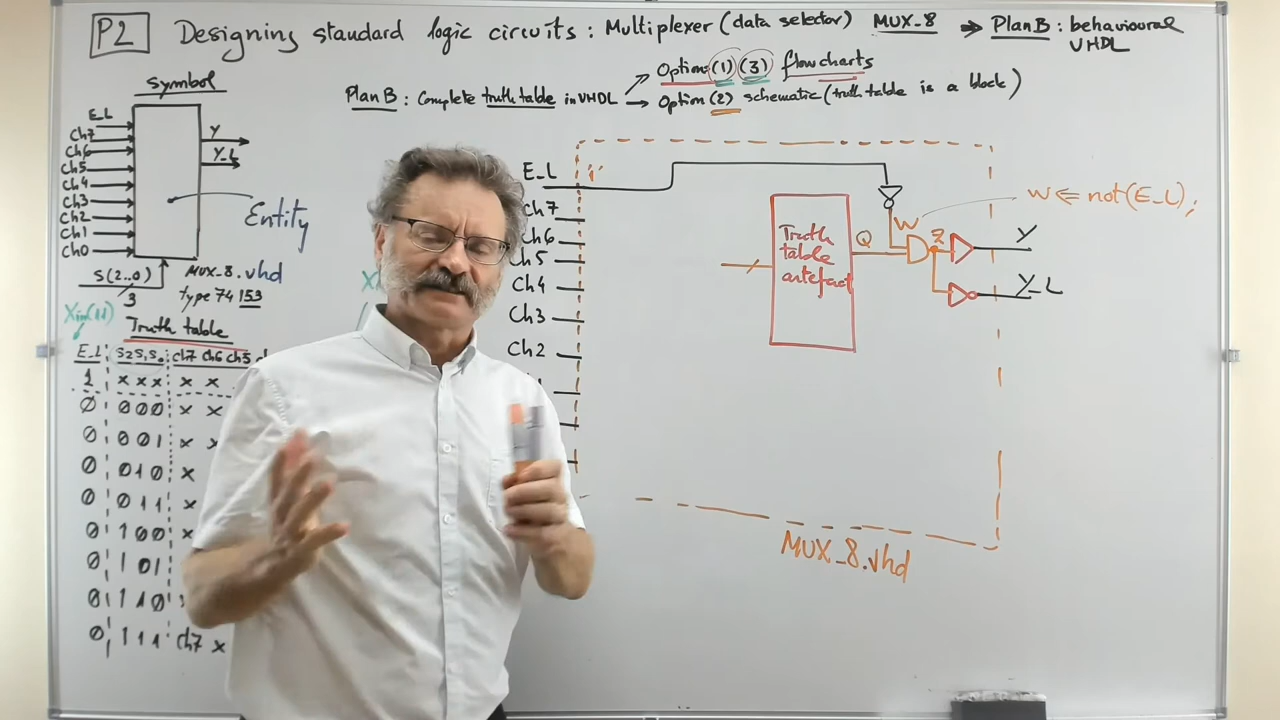 P2 Designing standard logic circuits : Multiplexer (data selector) MUX_8 ⇒ Plan B : behavioural VHDL
Plan B : Complete truth table in VHDL
Option (1) (3) flowcharts
Option (2) schematic (truth table is a block)
symbol
E_L
Ch7
Ch6
Ch5
Ch4
Ch3
Ch2
Ch1
Ch0
Y
Y_L
Entity
S(2..0)
3
MUX_8.vhd
type 74 153
Xin(11)
Truth table
E_L S2 S1 S0 ch7 ch6 ch5
1 x x x x x
0 0 0 0 x x
0 0 0 1 x x
0 0 1 0 x
0 0 1 1 x
0 1 0 0 x
0 1 0 1
0 1 1 0
0 1 1 1 ch7 x
E_L
Ch7
Ch6
Ch5
Ch4
Ch3
Ch2
Truth table artefact
Q
W
Z
W <= not(E_L);
Y
Y_L
MUX_8.vhd